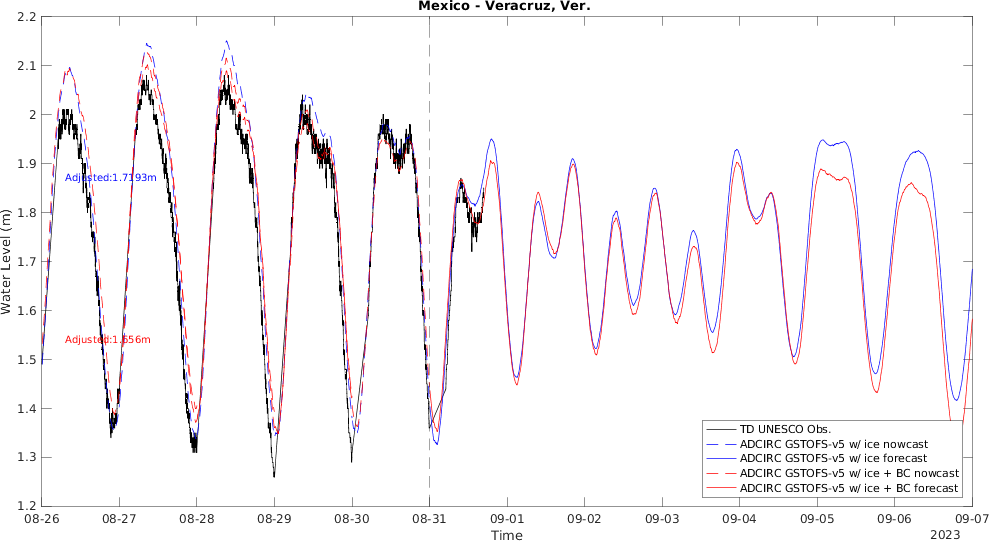 Mexico - Veracruz, Ver.
2.2
2.1
2
1.9
1.8
1.7
1.6
1.5
1.4
1.3
1.2
Water Level (m)
Adjusted:1.7193m
Adjusted:1.656m
TD UNESCO Obs.
ADCIRC GSTOFS-v5 w/ ice nowcast
ADCIRC GSTOFS-v5 w/ ice forecast
ADCIRC GSTOFS-v5 w/ ice + BC nowcast
ADCIRC GSTOFS-v5 w/ ice + BC forecast
08-26 08-27 08-28 08-29 08-30 08-31 09-01 09-02 09-03 09-04 09-05 09-06 09-07
Time
2023